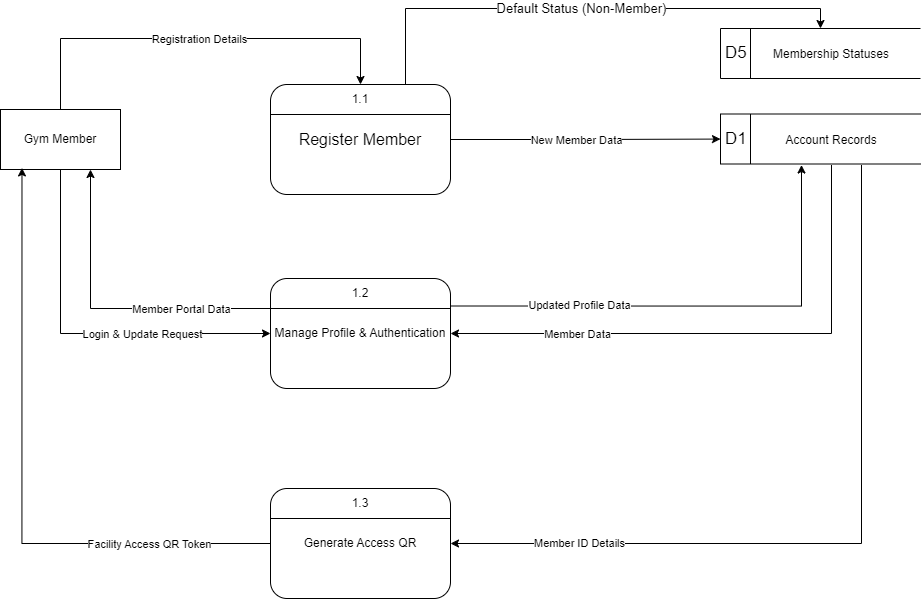 Default Status (Non-Member)
Registration Details
D5
Membership Statuses
1.1
Register Member
Gym Member
New Member Data
D1
Account Records
1.2
Manage Profile & Authentication
Member Portal Data
Updated Profile Data
Login & Update Request
Member Data
1.3
Generate Access QR
Facility Access QR Token
Member ID Details